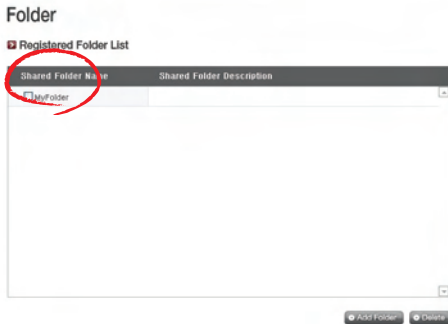 Folder
Registered Folder List
Shared Folder Name Shared Folder Description
MyFolder
Add Folder Delete